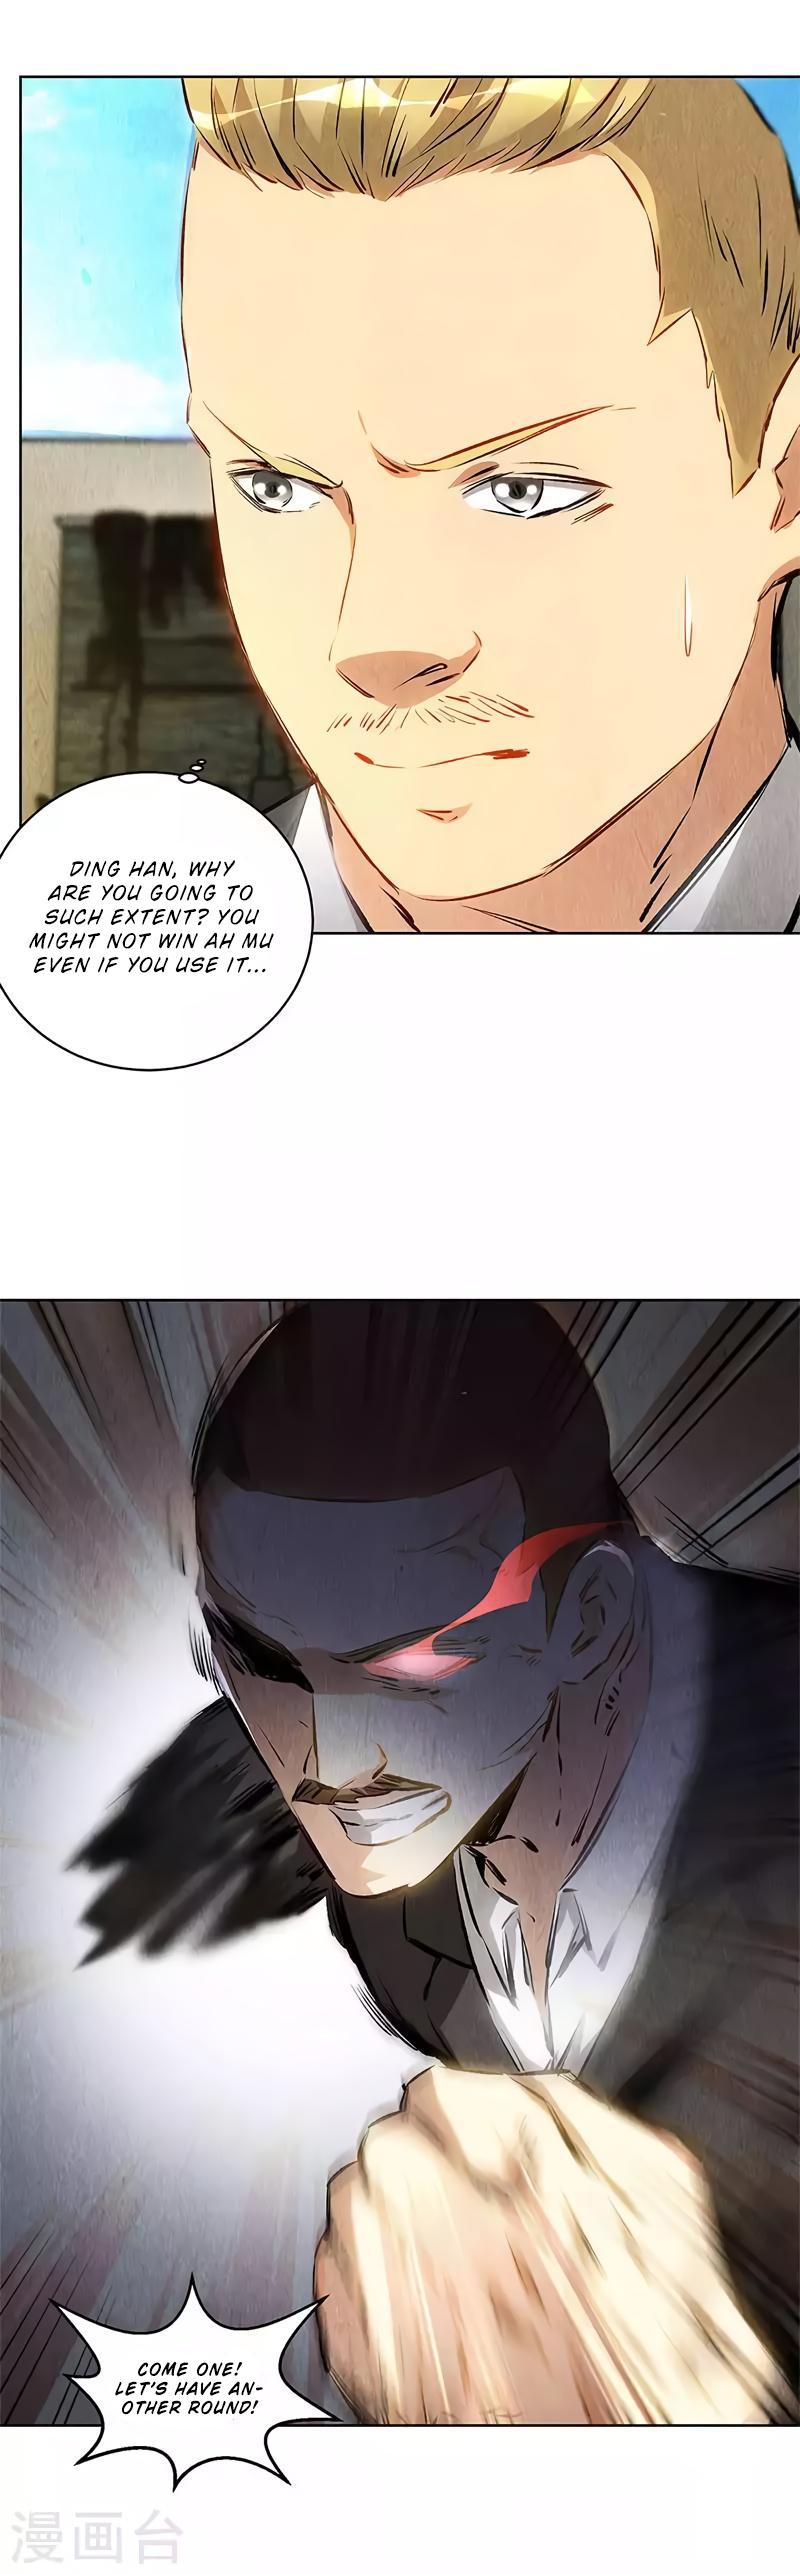 DING HAN, WHY
ARE YOU GOING TO
SUCH EXTENT? YOU
MIGHT NOT WIN AH MU
EVEN IF YOU USE IT...
COME ONE!
LET'S HAVE AN-
OTHER ROUND!
漫画台